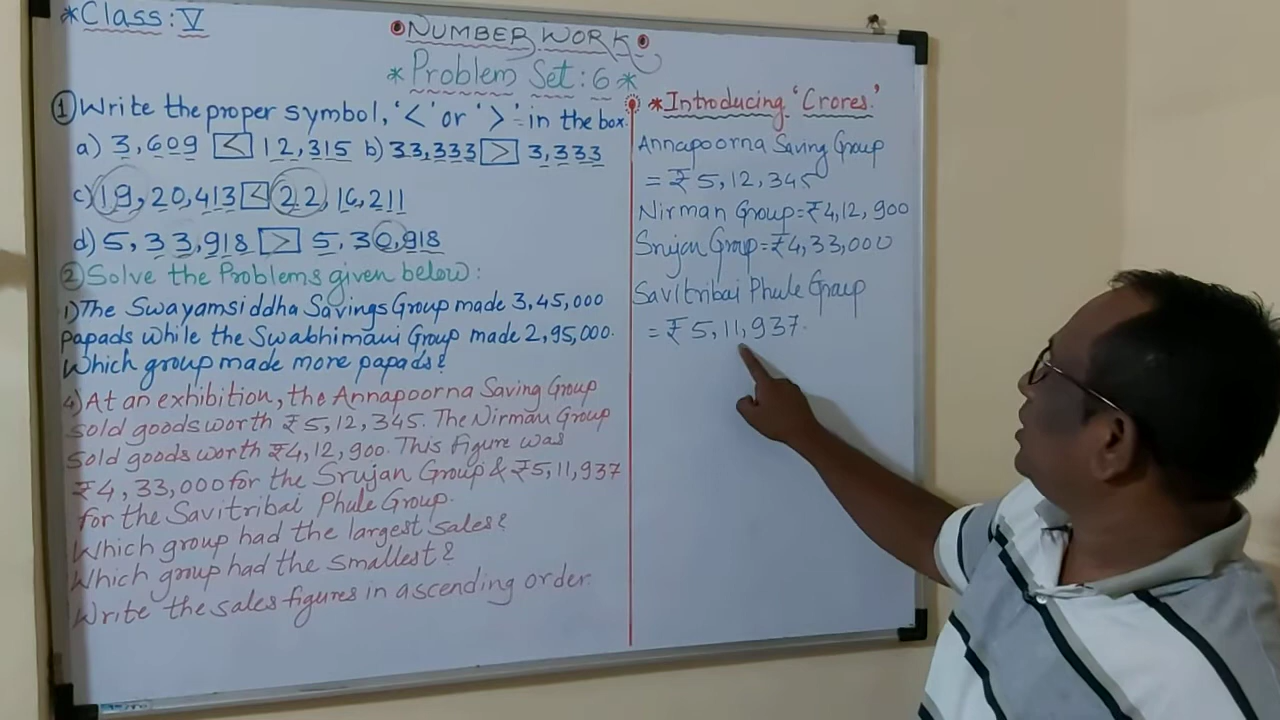 *Class: V
NUMBER WORK
* Problem Set: 6 *
① Write the proper symbol, '<' or '>' in the box.
a) 3,609 < 12,315 b) 33,333 > 3,333
c) 19,20,413 < 22,16,211
d) 5,33,918 > 5,30,918
② Solve the Problems given below:
1) The Swayamsiddha Savings Group made 3,45,000
papads while the Swabhimani Group made 2,95,000.
Which group made more papads?
4) At an exhibition, the Annapoorna Saving Group
sold goods worth ₹5,12,345. The Nirman Group
sold goods worth ₹4,12,900. This figure was
₹4,33,000 for the Srujan Group & ₹5,11,937
for the Savitribai Phule Group.
Which group had the largest sales?
Which group had the smallest?
Write the sales figures in ascending order.
* Introducing 'Crores.'
Annapoorna Saving Group
= ₹5,12,345
Nirman Group = ₹4,12,900
Srujan Group = ₹4,33,000
Savitribai Phule Group
= ₹5,11,937.